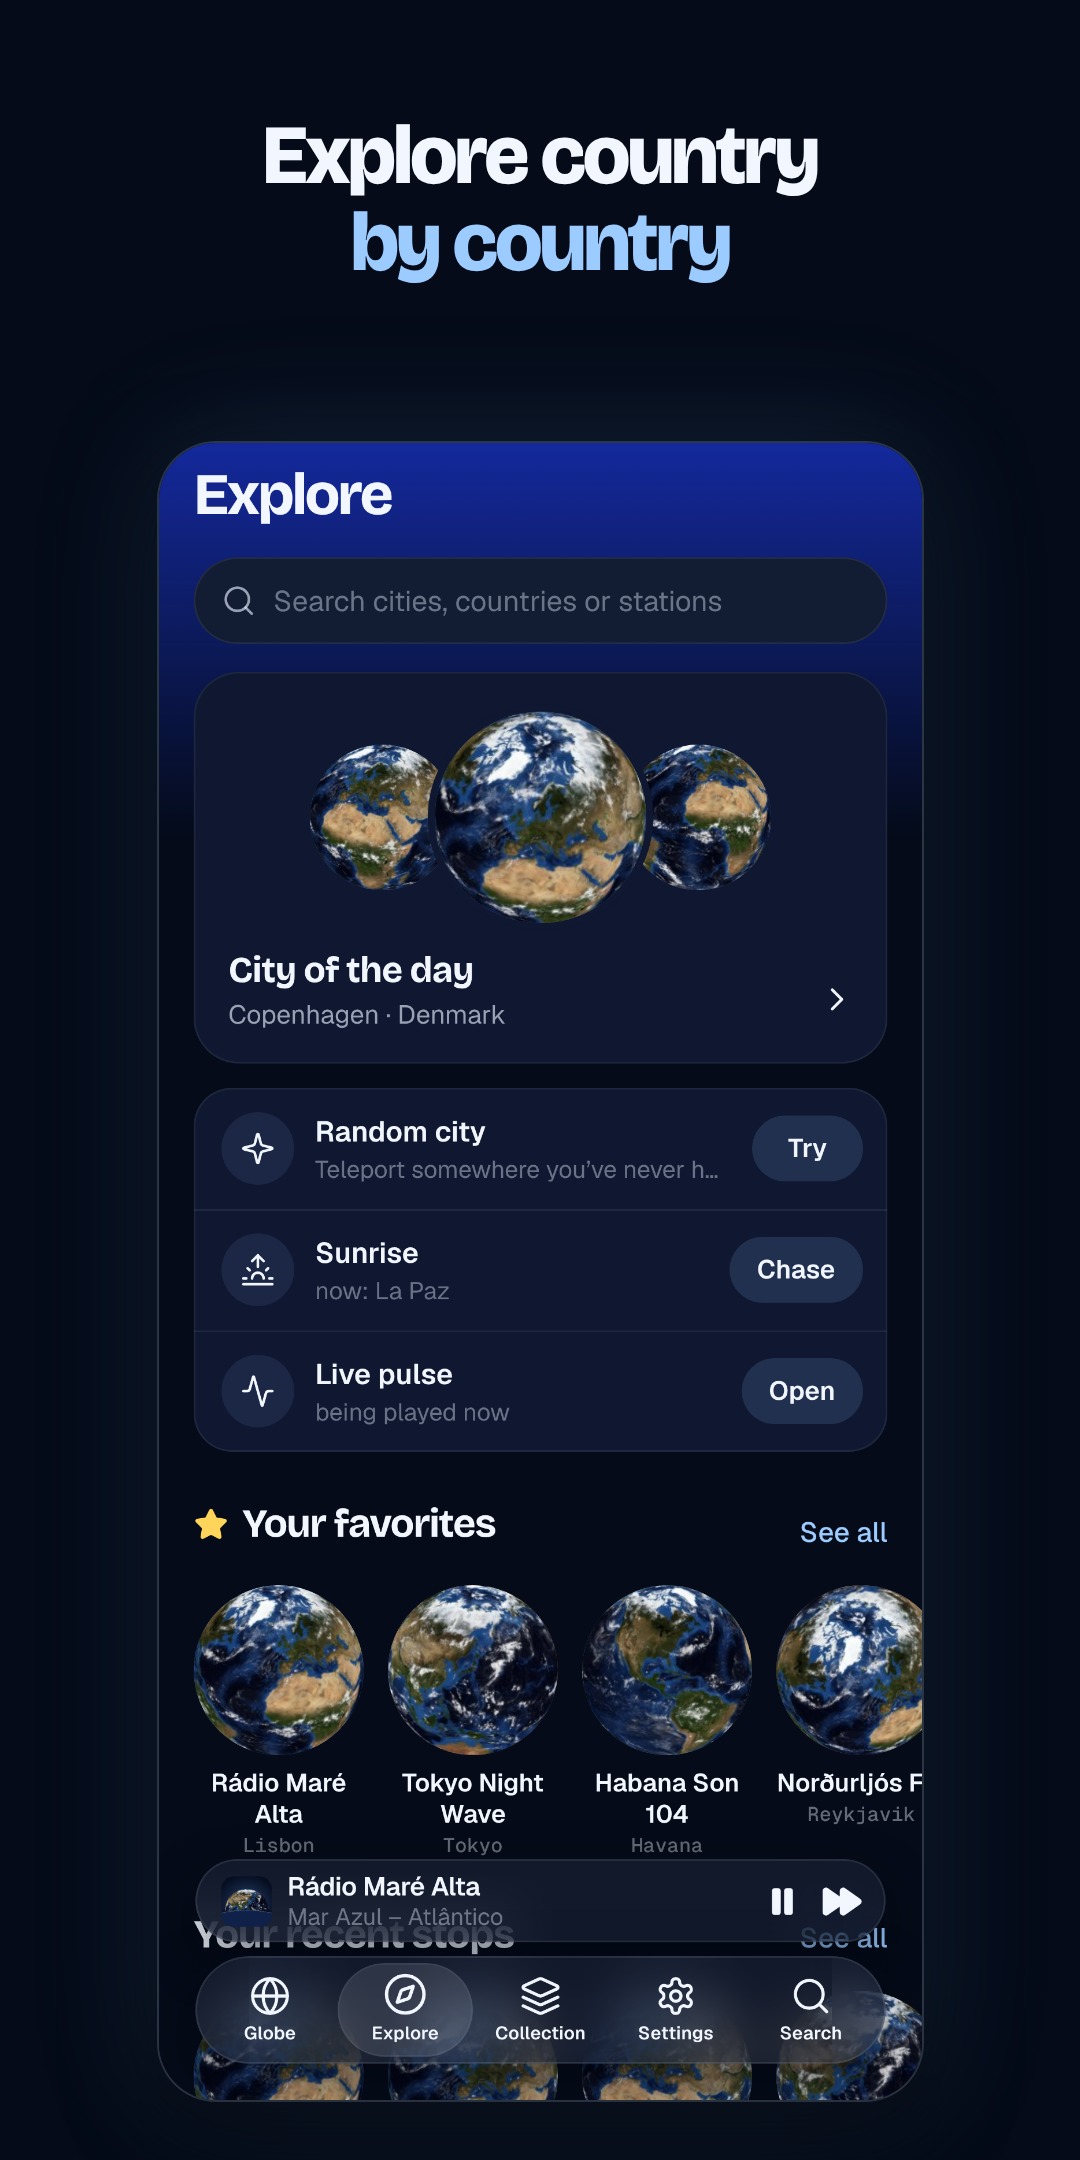 Explore country
by country
Explore
Search cities, countries or stations
City of the day
Copenhagen · Denmark
Random city
Teleport somewhere you’ve never h…
Try
Sunrise
now: La Paz
Chase
Live pulse
being played now
Open
Your favorites
See all
Rádio Maré
Alta
Lisbon
Tokyo Night
Wave
Tokyo
Habana Son
104
Havana
Norðurljós F
Reykjavik
Rádio Maré Alta
Mar Azul – Atlântico
Your recent stops
See all
Globe
Explore
Collection
Settings
Search